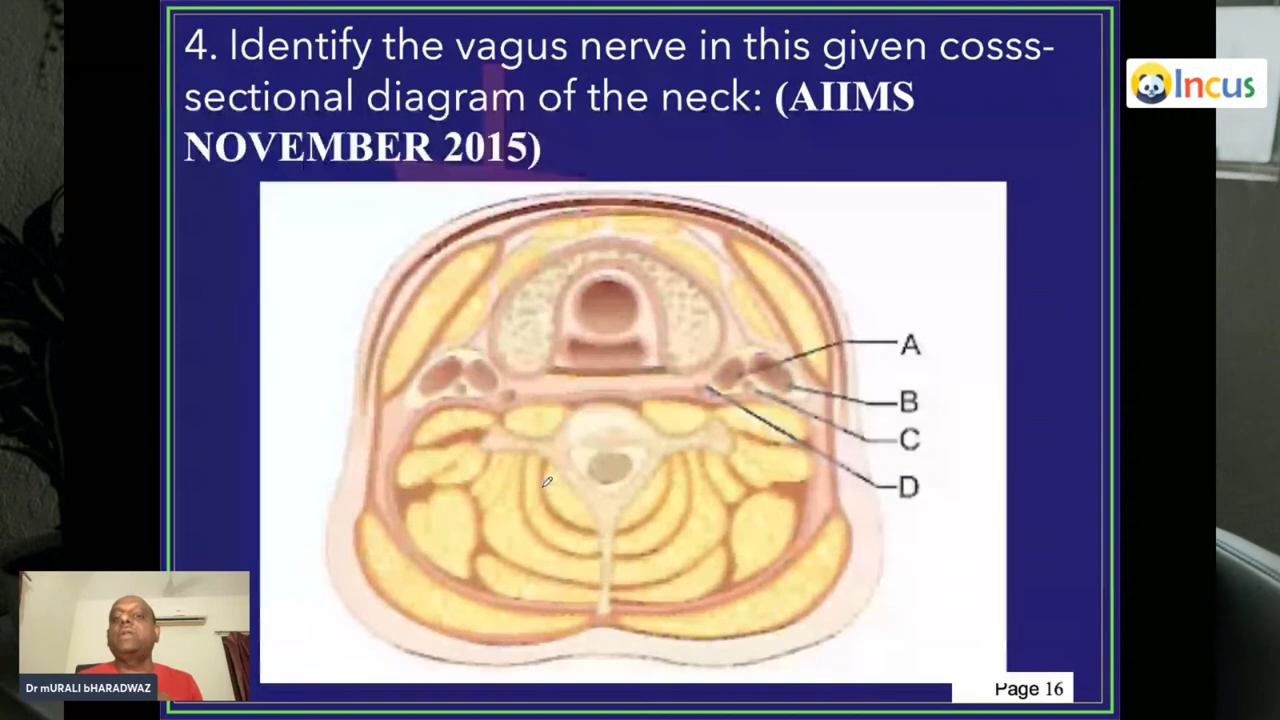 4. Identify the vagus nerve in this given cosss-
sectional diagram of the neck: (AIIMS
NOVEMBER 2015)
Incus
A
B
C
D
Dr mURALI bHARADWAZ
Page 16